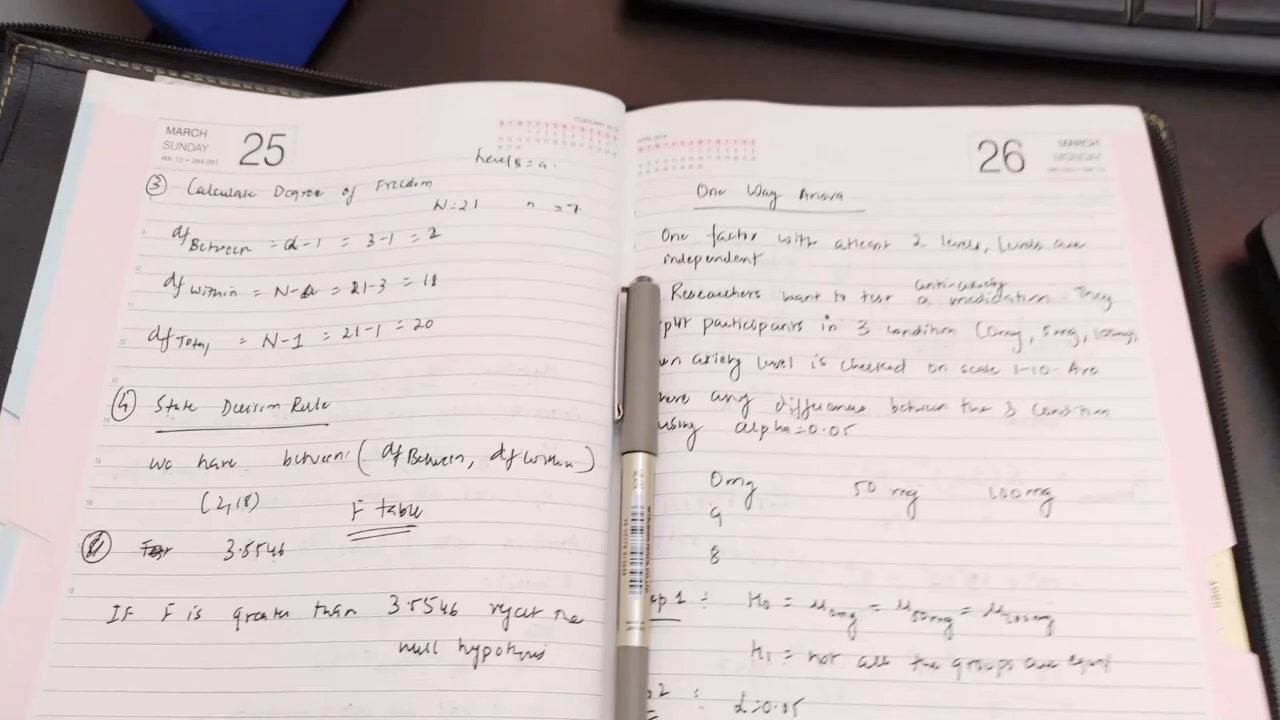 MARCH
SUNDAY
25
Levels = a
③ Calculate Degree of Freedom
N=21 n =7
df Between = a-1 = 3-1 = 2
df within = N-a = 21-3 = 18
df Total = N-1 = 21-1 = 20
④ State Decision Rule
we have between (df Between, df within)
(2,18) F table
3.5546
IF F is greater than 3.5546 reject the
null hypothesis
26
MARCH
MONDAY
One Way Anova
One factor with atleast 2 levels, levels are
independent
anti-anxiety
Researchers want to test a medication They
participants in 3 condition (0mg, 5mg, 100mg,
anxiety level is checked on scale 1-10. Are
any differences between the 3 condition
using alpha=0.05
0mg 50 mg 100mg
9
8
ep 1 : H0 = μ0mg = μ50mg = μ100mg
H1 = not all the groups are equal
2 : α=0.05